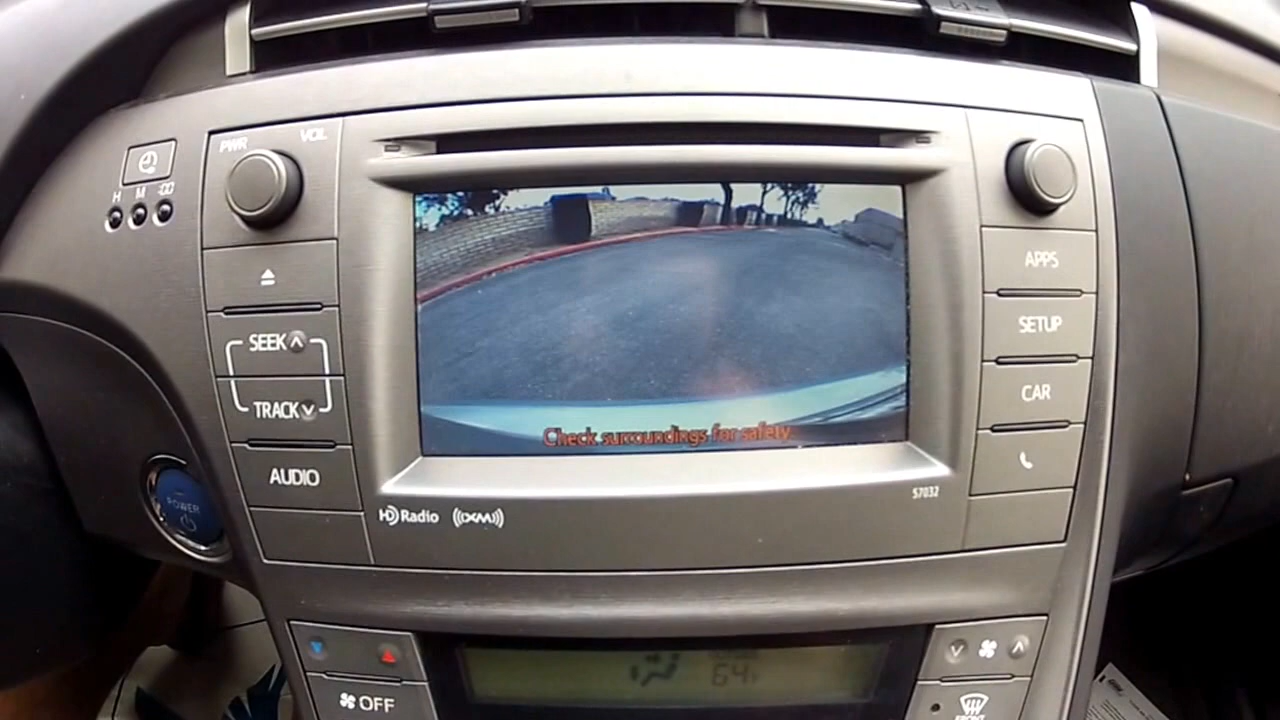 PWR
VOL
H
M
:00
SEEK
TRACK
AUDIO
POWER
APPS
SETUP
CAR
Check surroundings for safety.
57032
HD Radio
((XM))
64
OFF
FRONT